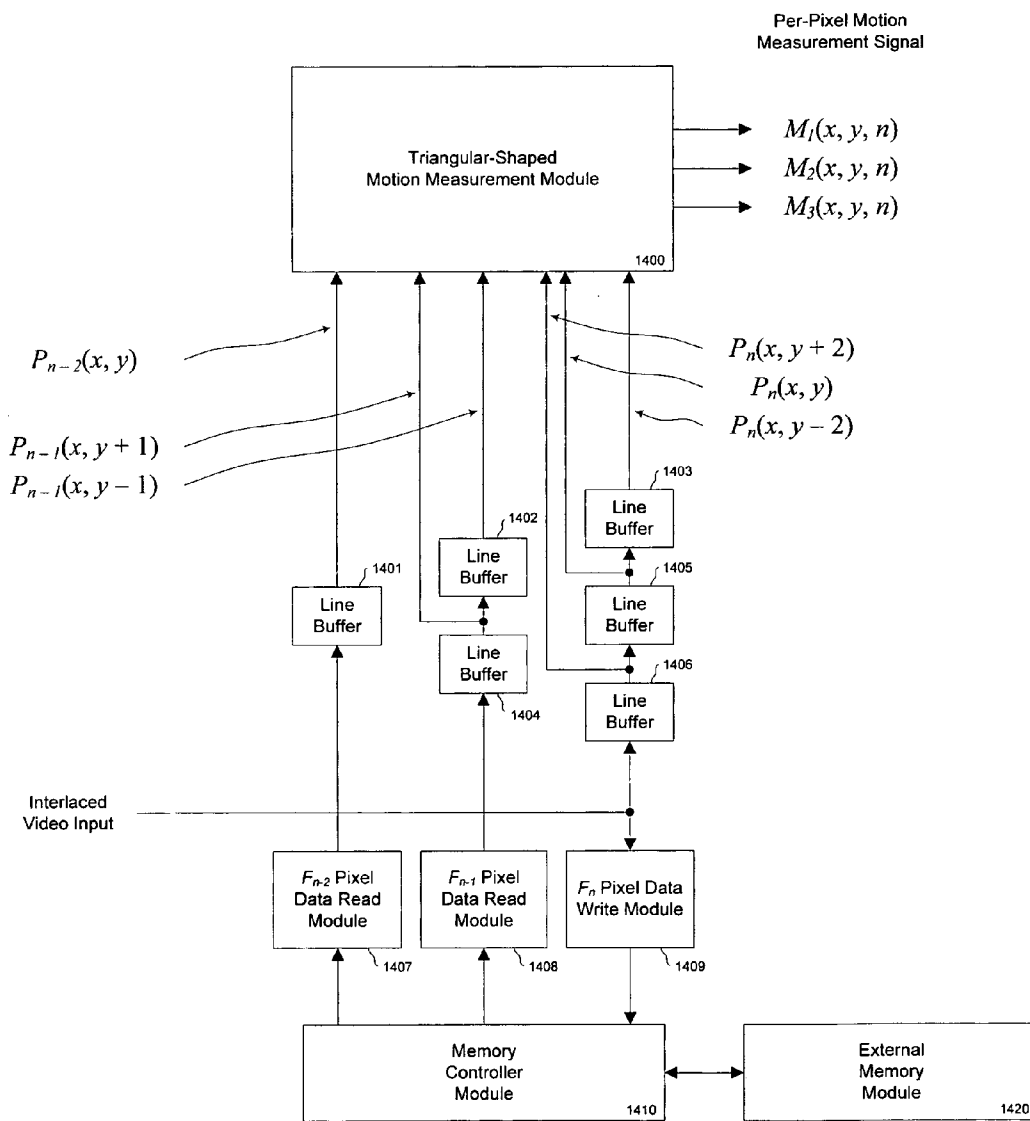 Per-Pixel Motion
Measurement Signal
Triangular-Shaped
Motion Measurement Module
1400
M1(x, y, n)
M2(x, y, n)
M3(x, y, n)
Pn−2(x, y)
Pn−1(x, y + 1)
Pn−1(x, y − 1)
Pn(x, y + 2)
Pn(x, y)
Pn(x, y − 2)
1403
Line
Buffer
1402
Line
Buffer
1401
Line
Buffer
1405
Line
Buffer
Line
Buffer
1404
1406
Line
Buffer
Interlaced
Video Input
Fn-2 Pixel
Data Read
Module
1407
Fn-1 Pixel
Data Read
Module
1408
Fn Pixel Data
Write Module
1409
Memory
Controller
Module
1410
External
Memory
Module
1420